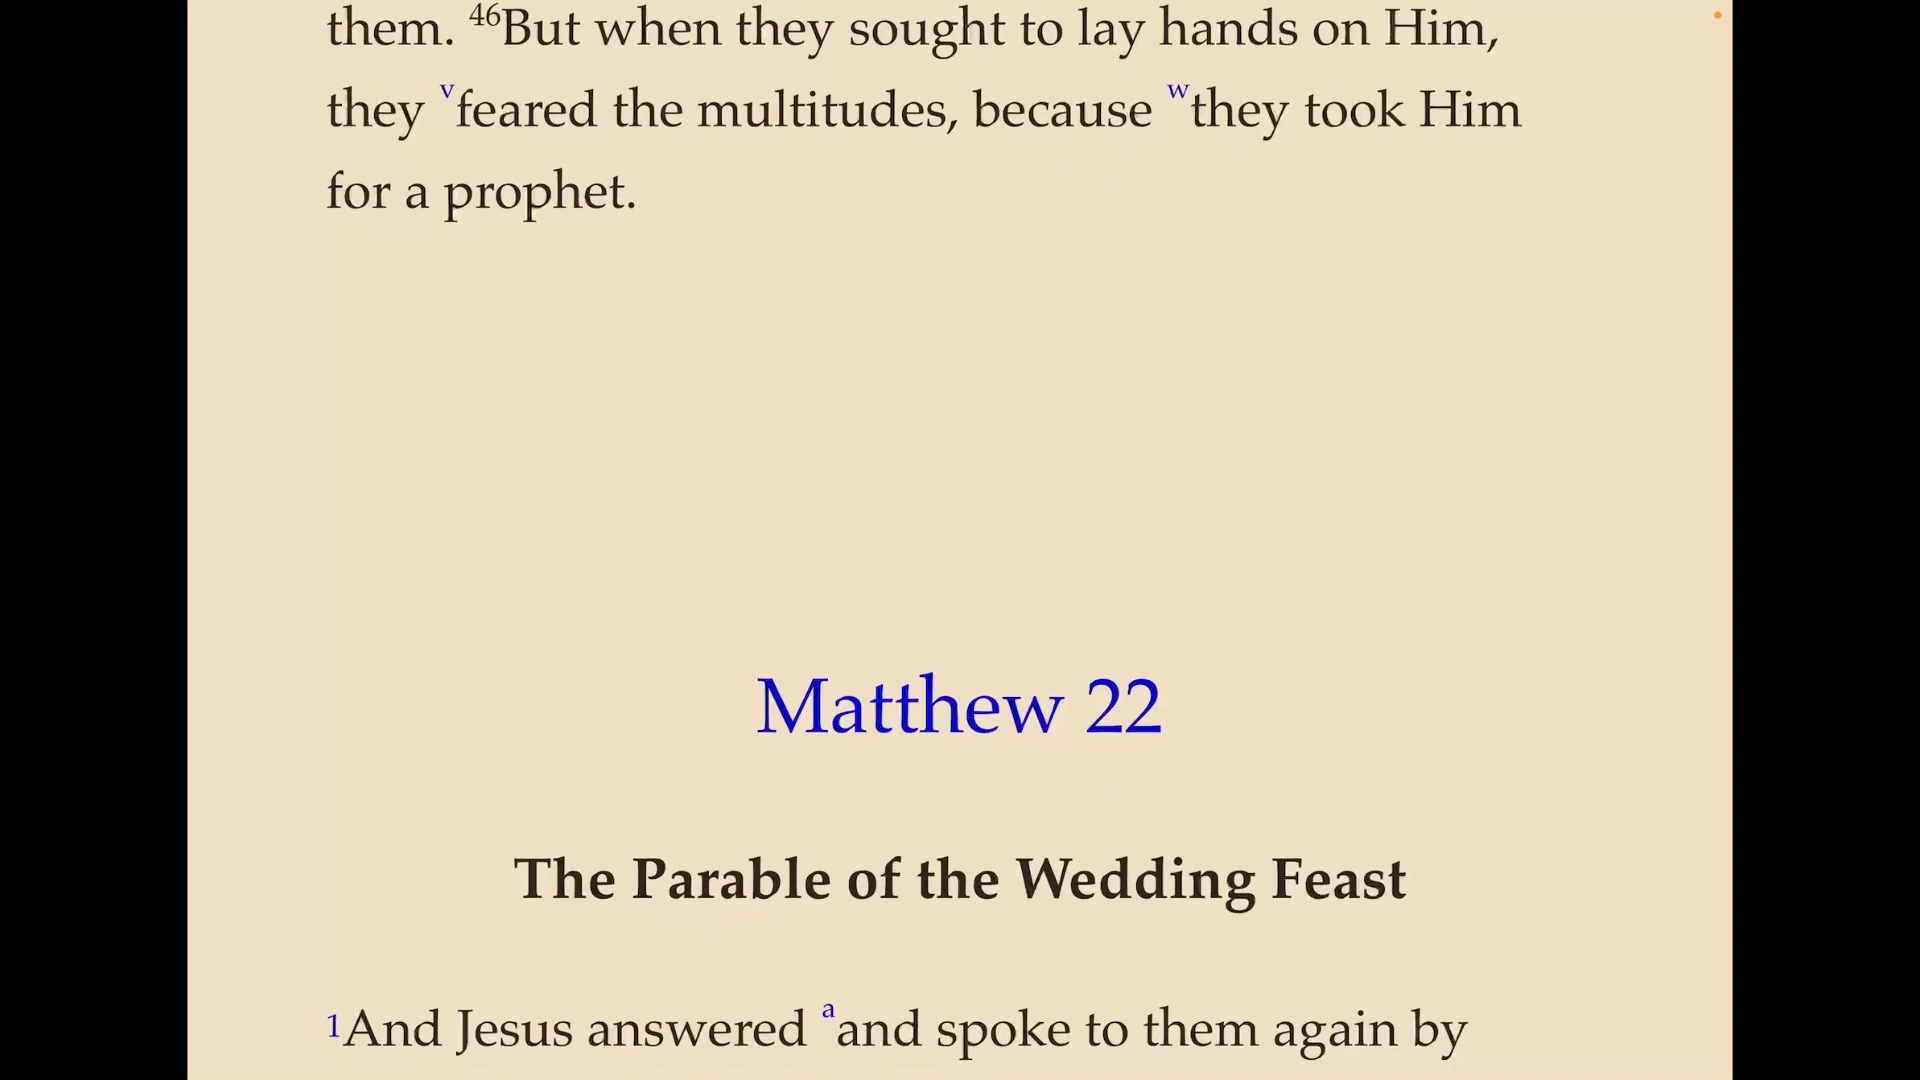 them. 46But when they sought to lay hands on Him,
they vfeared the multitudes, because wthey took Him
for a prophet.
Matthew 22
The Parable of the Wedding Feast
1And Jesus answered aand spoke to them again by